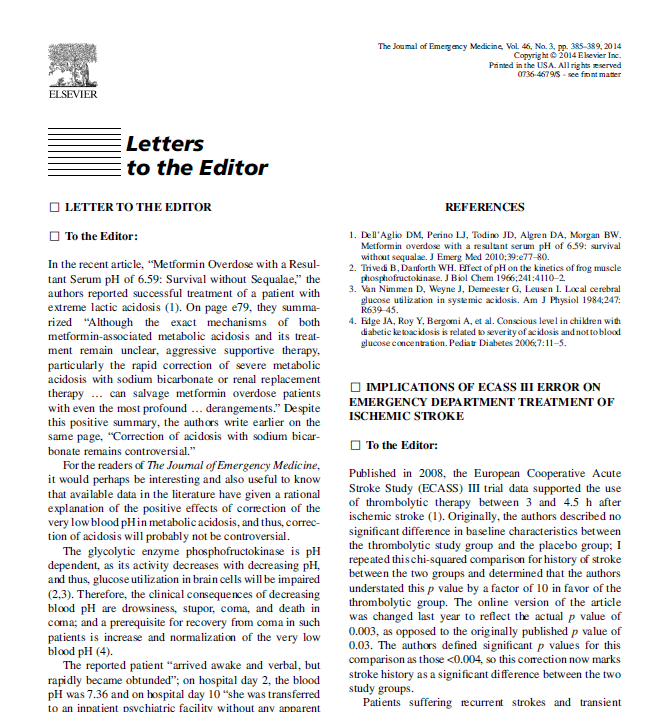 ELSEVIER
The Journal of Emergency Medicine, Vol. 46, No. 3, pp. 385–389, 2014
Copyright © 2014 Elsevier Inc.
Printed in the USA. All rights reserved
0736-4679/$ - see front matter
Letters
to the Editor
☐ LETTER TO THE EDITOR
☐ To the Editor:
In the recent article, “Metformin Overdose with a Resul-
tant Serum pH of 6.59: Survival without Sequalae,” the
authors reported successful treatment of a patient with
extreme lactic acidosis (1). On page e79, they summa-
rized “Although the exact mechanisms of both
metformin-associated metabolic acidosis and its treat-
ment remain unclear, aggressive supportive therapy,
particularly the rapid correction of severe metabolic
acidosis with sodium bicarbonate or renal replacement
therapy … can salvage metformin overdose patients
with even the most profound … derangements.” Despite
this positive summary, the authors write earlier on the
same page, “Correction of acidosis with sodium bicar-
bonate remains controversial.”
For the readers of The Journal of Emergency Medicine,
it would perhaps be interesting and also useful to know
that available data in the literature have given a rational
explanation of the positive effects of correction of the
very low blood pH in metabolic acidosis, and thus, correc-
tion of acidosis will probably not be controversial.
The glycolytic enzyme phosphofructokinase is pH
dependent, as its activity decreases with decreasing pH,
and thus, glucose utilization in brain cells will be impaired
(2,3). Therefore, the clinical consequences of decreasing
blood pH are drowsiness, stupor, coma, and death in
coma; and a prerequisite for recovery from coma in such
patients is increase and normalization of the very low
blood pH (4).
The reported patient “arrived awake and verbal, but
rapidly became obtunded”; on hospital day 2, the blood
pH was 7.36 and on hospital day 10 “she was transferred
to an inpatient psychiatric facility without any apparent
REFERENCES
1. Dell’Aglio DM, Perino LJ, Todino JD, Algren DA, Morgan BW.
Metformin overdose with a resultant serum pH of 6.59: survival
without sequalae. J Emerg Med 2010;39:e77–80.
2. Trivedi B, Danforth WH. Effect of pH on the kinetics of frog muscle
phosphofructokinase. J Biol Chem 1966;241:4110–2.
3. Van Nimmen D, Weyne J, Demeester G, Leusen I. Local cerebral
glucose utilization in systemic acidosis. Am J Physiol 1984;247:
R639–45.
4. Edge JA, Roy Y, Bergomi A, et al. Conscious level in children with
diabetic ketoacidosis is related to severity of acidosis and not to blood
glucose concentration. Pediatr Diabetes 2006;7:11–5.
☐ IMPLICATIONS OF ECASS III ERROR ON
EMERGENCY DEPARTMENT TREATMENT OF
ISCHEMIC STROKE
☐ To the Editor:
Published in 2008, the European Cooperative Acute
Stroke Study (ECASS) III trial data supported the use
of thrombolytic therapy between 3 and 4.5 h after
ischemic stroke (1). Originally, the authors described no
significant difference in baseline characteristics between
the thrombolytic study group and the placebo group; I
repeated this chi-squared comparison for history of stroke
between the two groups and determined that the authors
understated this p value by a factor of 10 in favor of the
thrombolytic group. The online version of the article
was changed last year to reflect the actual p value of
0.003, as opposed to the originally published p value of
0.03. The authors defined significant p values for this
comparison as those <0.004, so this correction now marks
stroke history as a significant difference between the two
study groups.
Patients suffering recurrent strokes and transient